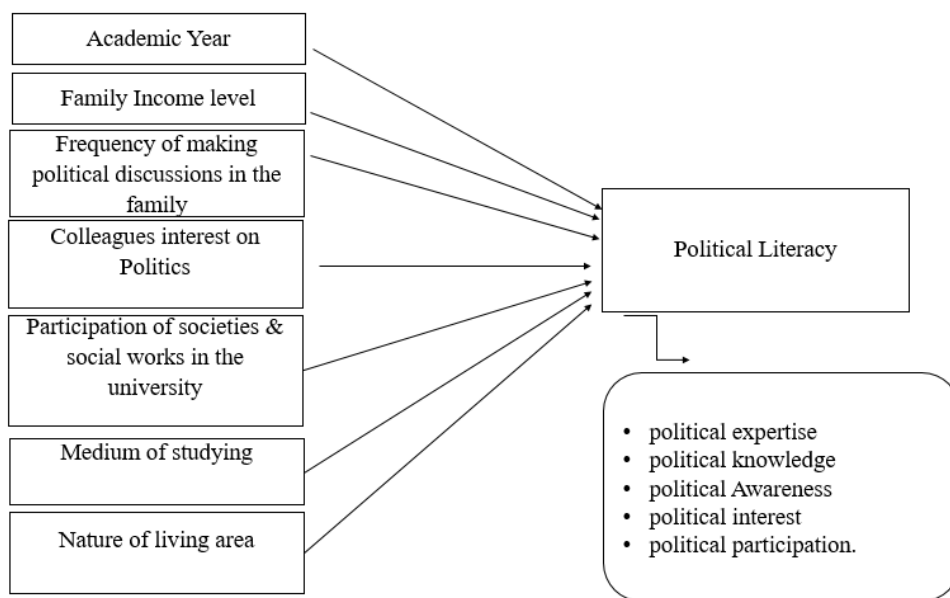 Academic Year
Family Income level
Frequency of making
political discussions in the
family
Colleagues interest on
Politics
Participation of societies &
social works in the
university
Medium of studying
Nature of living area
Political Literacy
• political expertise
• political knowledge
• political Awareness
• political interest
• political participation.